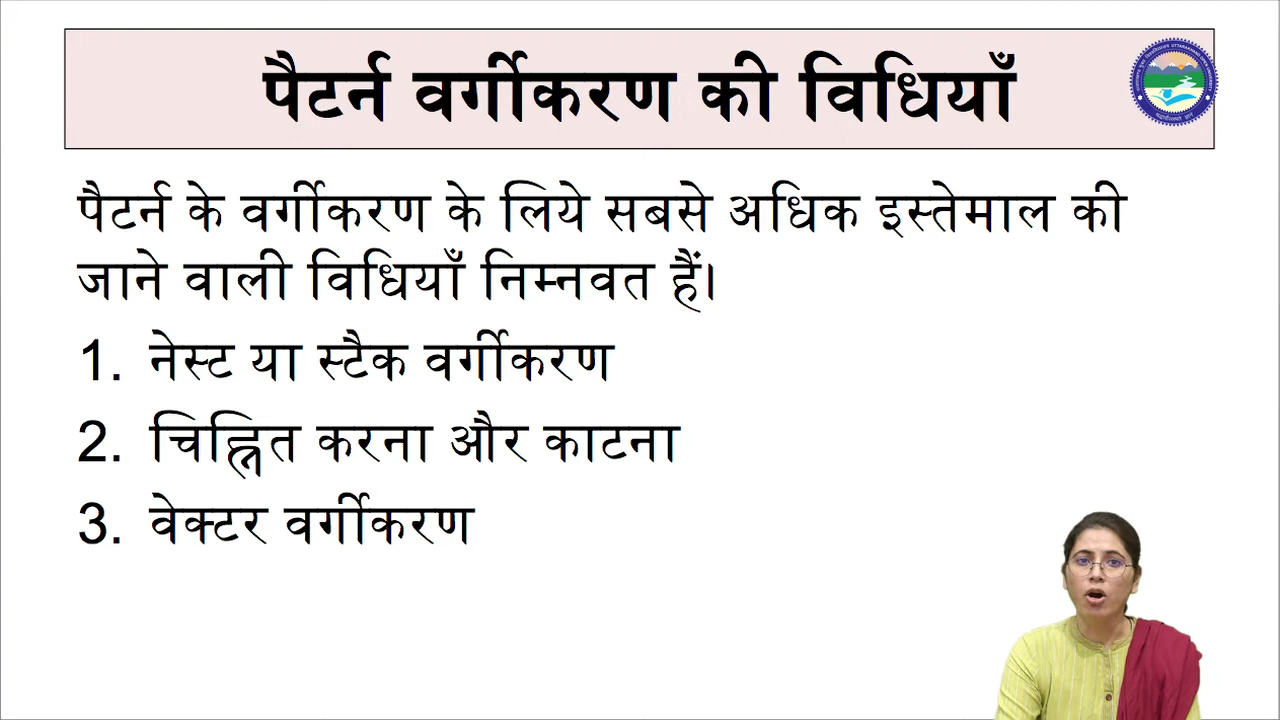 पैटर्न वर्गीकरण की विधियाँ
पैटर्न के वर्गीकरण के लिये सबसे अधिक इस्तेमाल की
जाने वाली विधियाँ निम्नवत हैं।
1. नेस्ट या स्टैक वर्गीकरण
2. चिह्नित करना और काटना
3. वेक्टर वर्गीकरण